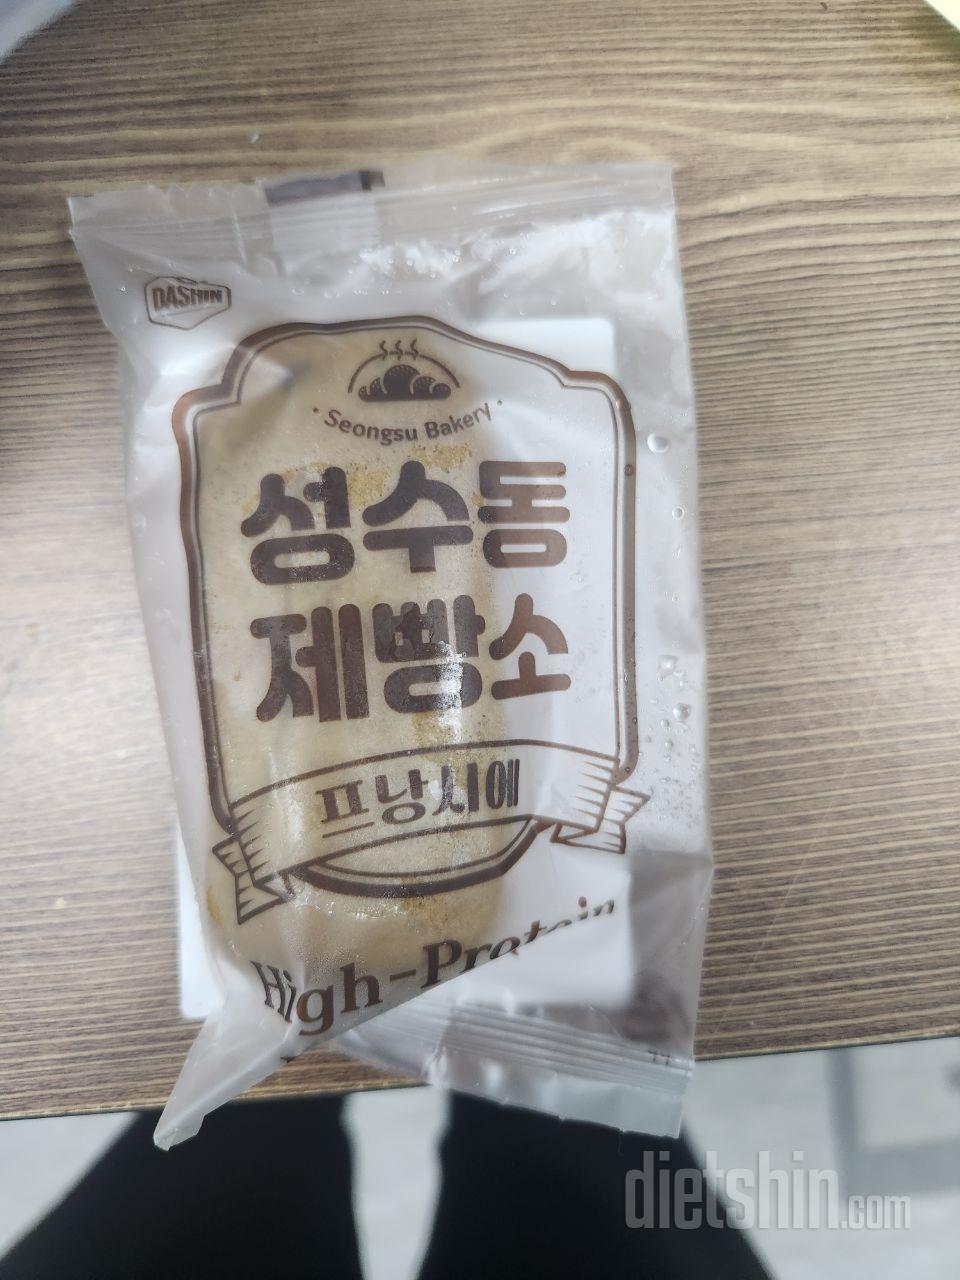 DASHIN
· Seongsu Bakery ·
성수동
제빵소
프낭시에
High-Protein
dietshin.com